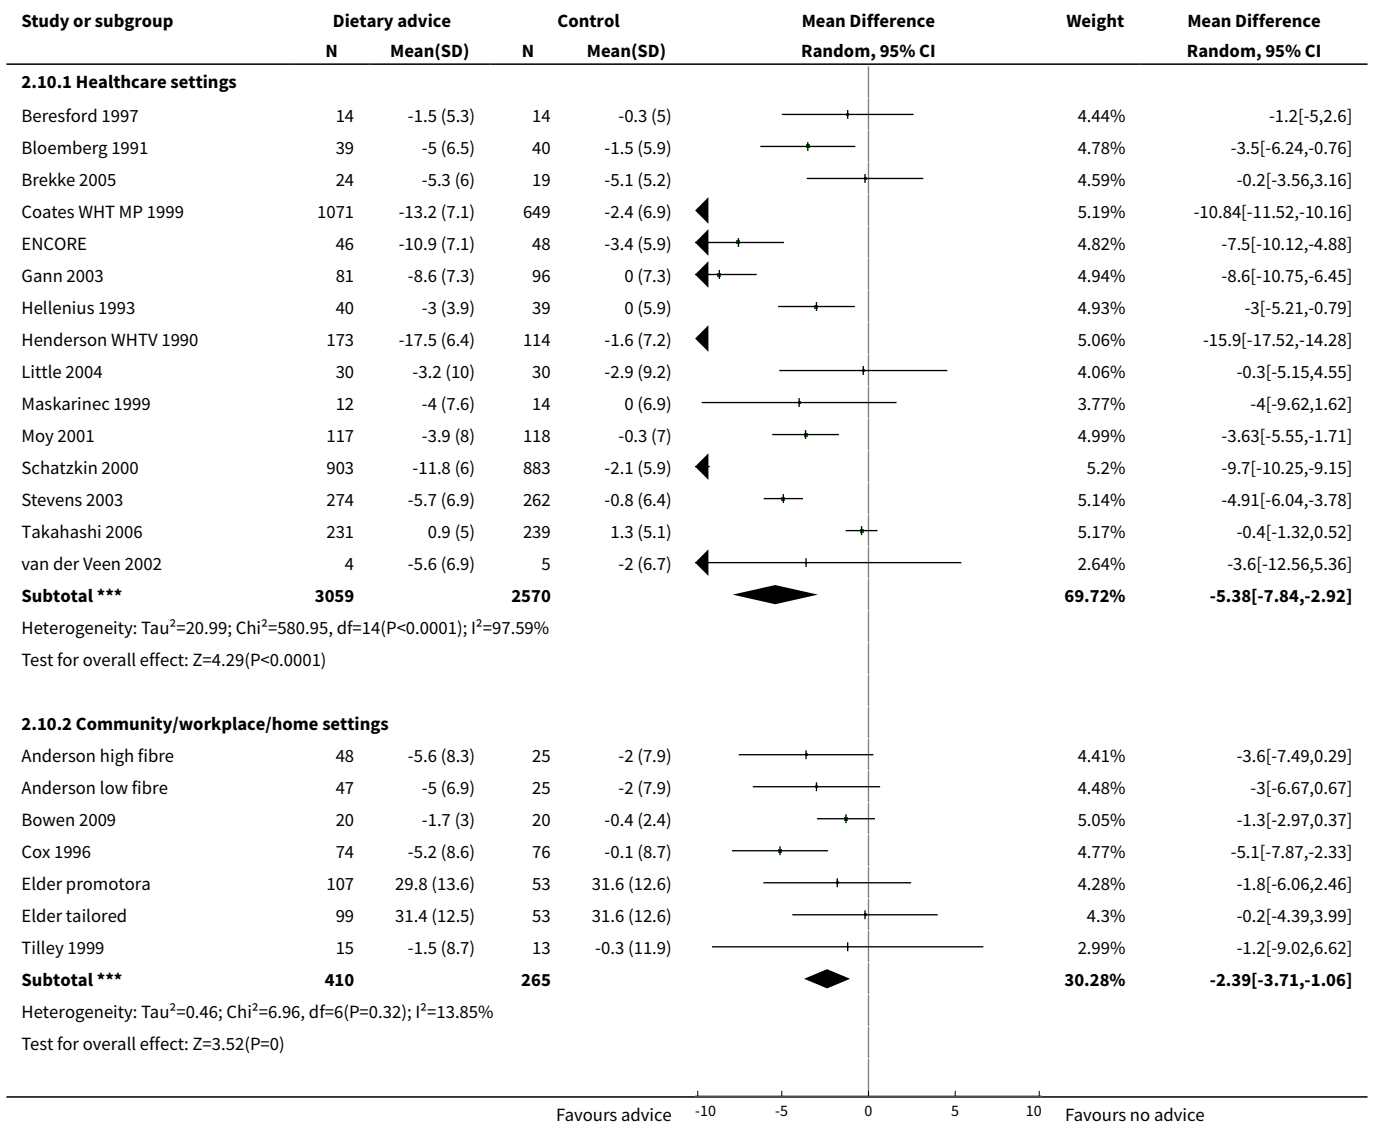 Study or subgroup Dietary advice Control Mean Difference Weight Mean Difference
N Mean(SD) N Mean(SD) Random, 95% CI Random, 95% CI
2.10.1 Healthcare settings
Beresford 1997 14 -1.5 (5.3) 14 -0.3 (5) 4.44% -1.2[-5,2.6]
Bloemberg 1991 39 -5 (6.5) 40 -1.5 (5.9) 4.78% -3.5[-6.24,-0.76]
Brekke 2005 24 -5.3 (6) 19 -5.1 (5.2) 4.59% -0.2[-3.56,3.16]
Coates WHT MP 1999 1071 -13.2 (7.1) 649 -2.4 (6.9) 5.19% -10.84[-11.52,-10.16]
ENCORE 46 -10.9 (7.1) 48 -3.4 (5.9) 4.82% -7.5[-10.12,-4.88]
Gann 2003 81 -8.6 (7.3) 96 0 (7.3) 4.94% -8.6[-10.75,-6.45]
Hellenius 1993 40 -3 (3.9) 39 0 (5.9) 4.93% -3[-5.21,-0.79]
Henderson WHTV 1990 173 -17.5 (6.4) 114 -1.6 (7.2) 5.06% -15.9[-17.52,-14.28]
Little 2004 30 -3.2 (10) 30 -2.9 (9.2) 4.06% -0.3[-5.15,4.55]
Maskarinec 1999 12 -4 (7.6) 14 0 (6.9) 3.77% -4[-9.62,1.62]
Moy 2001 117 -3.9 (8) 118 -0.3 (7) 4.99% -3.63[-5.55,-1.71]
Schatzkin 2000 903 -11.8 (6) 883 -2.1 (5.9) 5.2% -9.7[-10.25,-9.15]
Stevens 2003 274 -5.7 (6.9) 262 -0.8 (6.4) 5.14% -4.91[-6.04,-3.78]
Takahashi 2006 231 0.9 (5) 239 1.3 (5.1) 5.17% -0.4[-1.32,0.52]
van der Veen 2002 4 -5.6 (6.9) 5 -2 (6.7) 2.64% -3.6[-12.56,5.36]
Subtotal *** 3059 2570 69.72% -5.38[-7.84,-2.92]
Heterogeneity: Tau²=20.99; Chi²=580.95, df=14(P<0.0001); I²=97.59%
Test for overall effect: Z=4.29(P<0.0001)
2.10.2 Community/workplace/home settings
Anderson high fibre 48 -5.6 (8.3) 25 -2 (7.9) 4.41% -3.6[-7.49,0.29]
Anderson low fibre 47 -5 (6.9) 25 -2 (7.9) 4.48% -3[-6.67,0.67]
Bowen 2009 20 -1.7 (3) 20 -0.4 (2.4) 5.05% -1.3[-2.97,0.37]
Cox 1996 74 -5.2 (8.6) 76 -0.1 (8.7) 4.77% -5.1[-7.87,-2.33]
Elder promotora 107 29.8 (13.6) 53 31.6 (12.6) 4.28% -1.8[-6.06,2.46]
Elder tailored 99 31.4 (12.5) 53 31.6 (12.6) 4.3% -0.2[-4.39,3.99]
Tilley 1999 15 -1.5 (8.7) 13 -0.3 (11.9) 2.99% -1.2[-9.02,6.62]
Subtotal *** 410 265 30.28% -2.39[-3.71,-1.06]
Heterogeneity: Tau²=0.46; Chi²=6.96, df=6(P=0.32); I²=13.85%
Test for overall effect: Z=3.52(P=0)
Favours advice -10 -5 0 5 10 Favours no advice